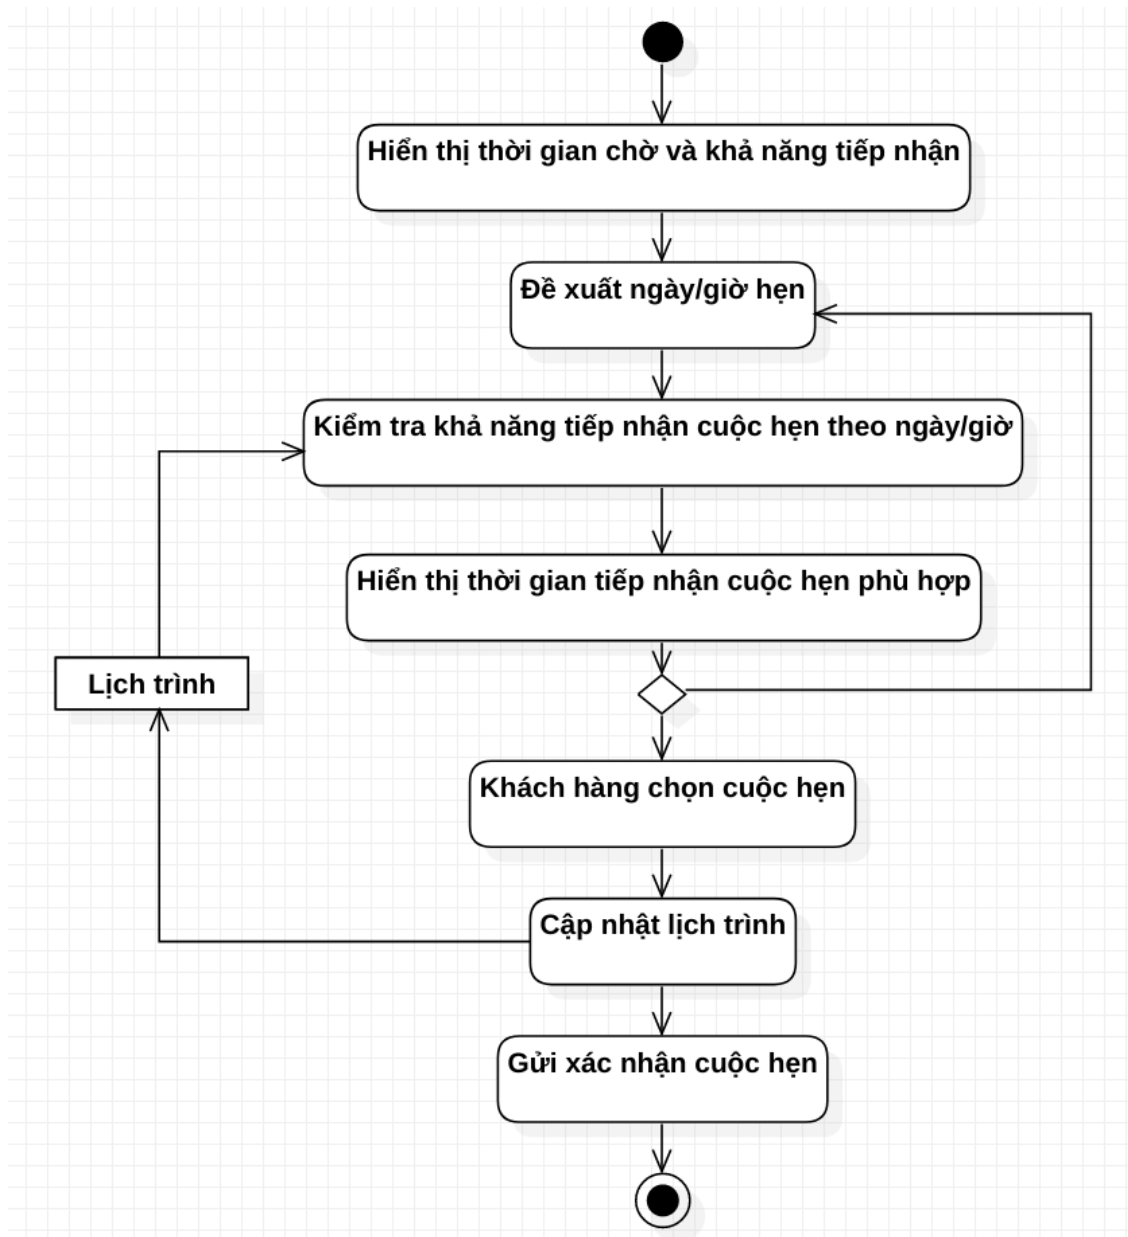 Hiển thị thời gian chờ và khả năng tiếp nhận
Đề xuất ngày/giờ hẹn
Kiểm tra khả năng tiếp nhận cuộc hẹn theo ngày/giờ
Hiển thị thời gian tiếp nhận cuộc hẹn phù hợp
Lịch trình
Khách hàng chọn cuộc hẹn
Cập nhật lịch trình
Gửi xác nhận cuộc hẹn